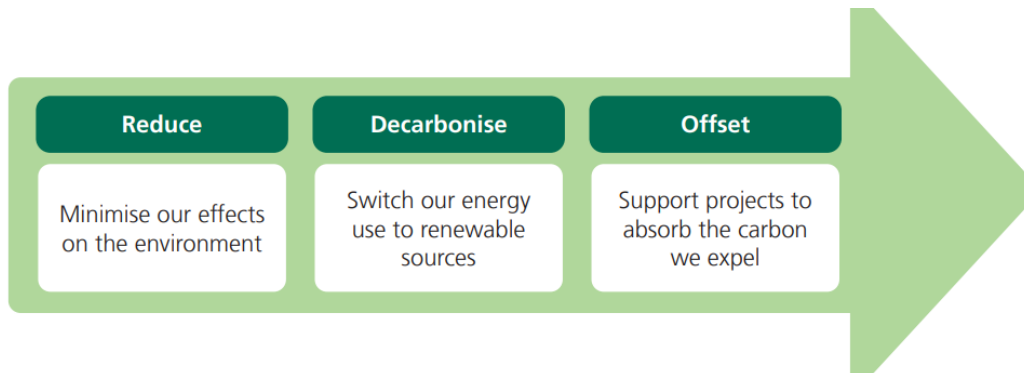 Reduce
Minimise our effects
on the environment
Decarbonise
Switch our energy
use to renewable
sources
Offset
Support projects to
absorb the carbon
we expel